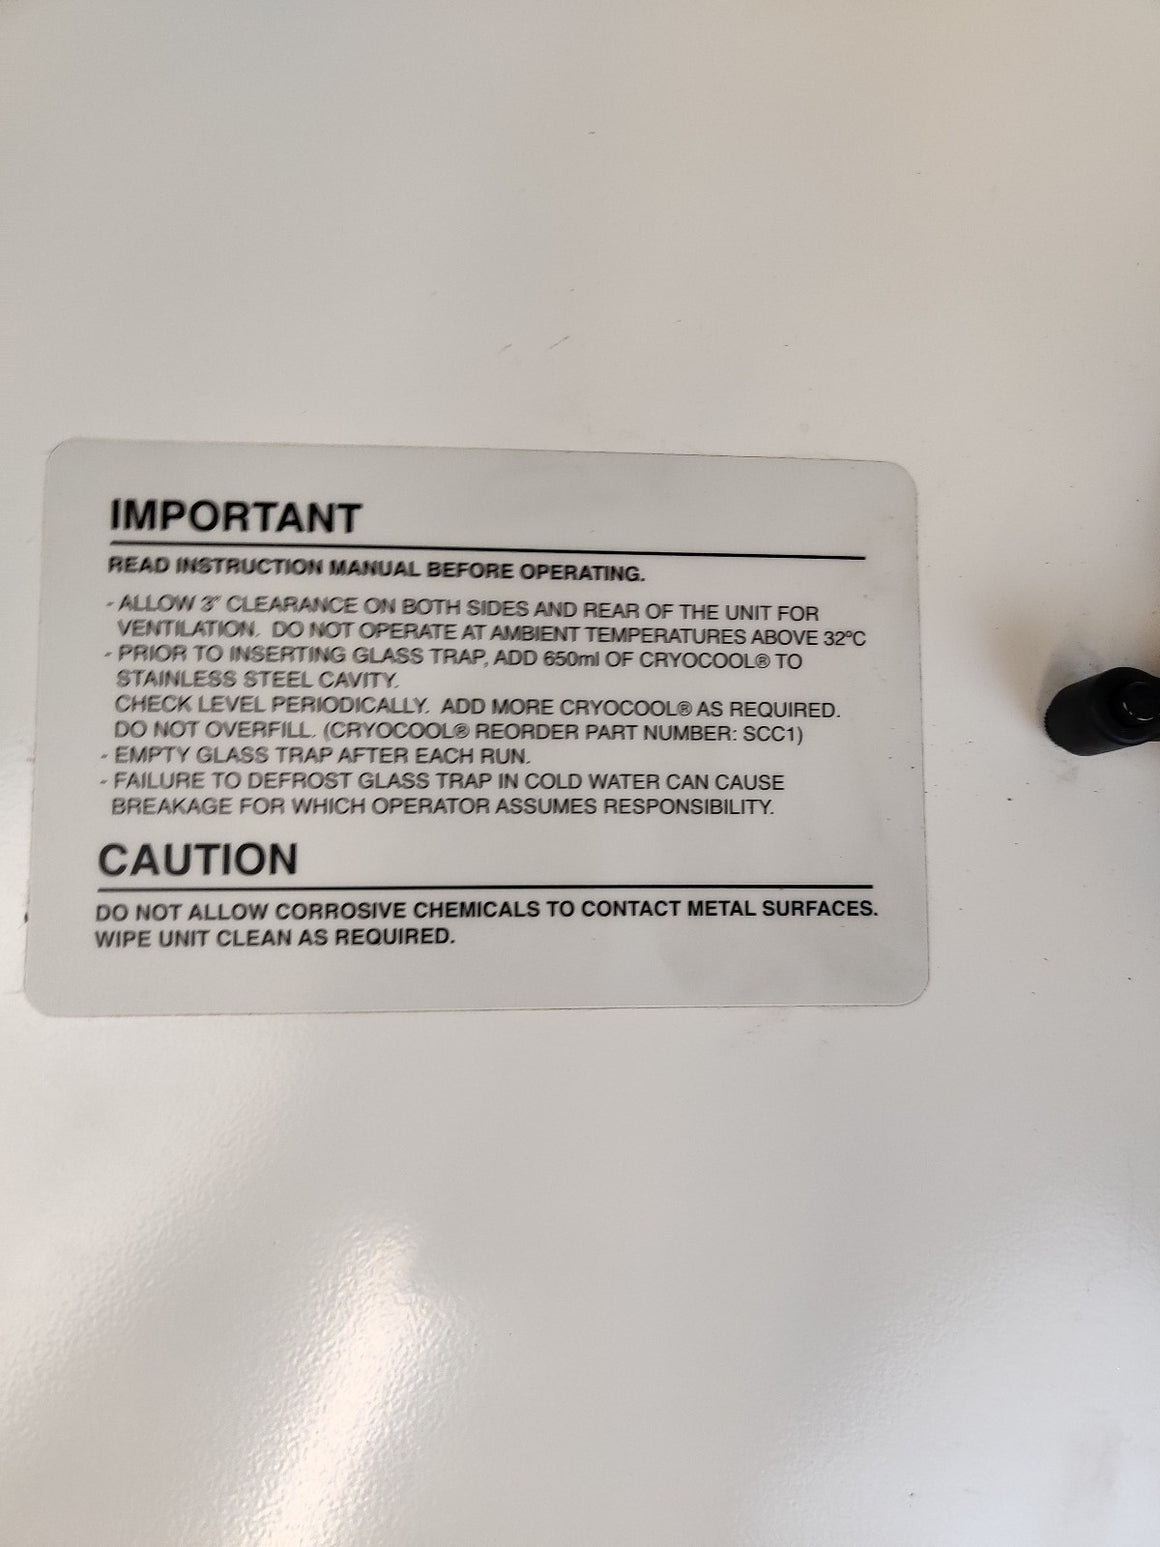 IMPORTANT
READ INSTRUCTION MANUAL BEFORE OPERATING.
- ALLOW 3" CLEARANCE ON BOTH SIDES AND REAR OF THE UNIT FOR
VENTILATION. DO NOT OPERATE AT AMBIENT TEMPERATURES ABOVE 32ºC
- PRIOR TO INSERTING GLASS TRAP, ADD 650ml OF CRYOCOOL® TO
STAINLESS STEEL CAVITY.
CHECK LEVEL PERIODICALLY. ADD MORE CRYOCOOL® AS REQUIRED.
DO NOT OVERFILL. (CRYOCOOL® REORDER PART NUMBER: SCC1)
- EMPTY GLASS TRAP AFTER EACH RUN.
- FAILURE TO DEFROST GLASS TRAP IN COLD WATER CAN CAUSE
BREAKAGE FOR WHICH OPERATOR ASSUMES RESPONSIBILITY.
CAUTION
DO NOT ALLOW CORROSIVE CHEMICALS TO CONTACT METAL SURFACES.
WIPE UNIT CLEAN AS REQUIRED.